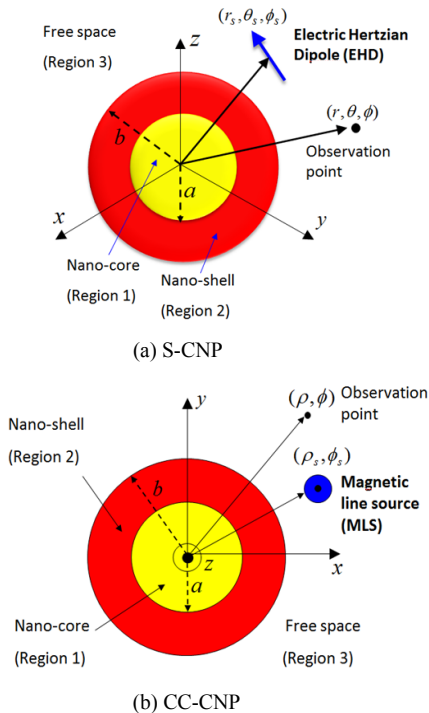 Free space
(Region 3)
z
(r_s, θ_s, ϕ_s)
Electric Hertzian
Dipole (EHD)
(r, θ, ϕ)
Observation
point
b
a
x
y
Nano-core
(Region 1)
Nano-shell
(Region 2)
(a) S-CNP
y
(ρ, ϕ)
Observation
point
Nano-shell
(Region 2)
(ρ_s, ϕ_s)
Magnetic
line source
(MLS)
b
z
x
a
Nano-core
(Region 1)
Free space
(Region 3)
(b) CC-CNP